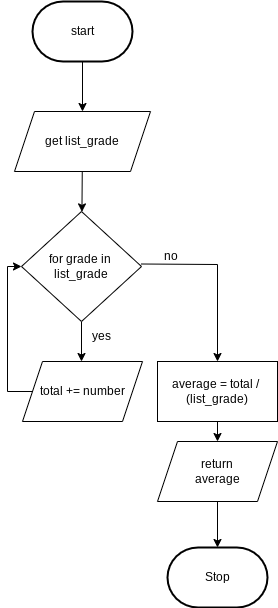 start
get list_grade
for grade in
list_grade
no
yes
total += number
average = total /
(list_grade)
return
average
Stop